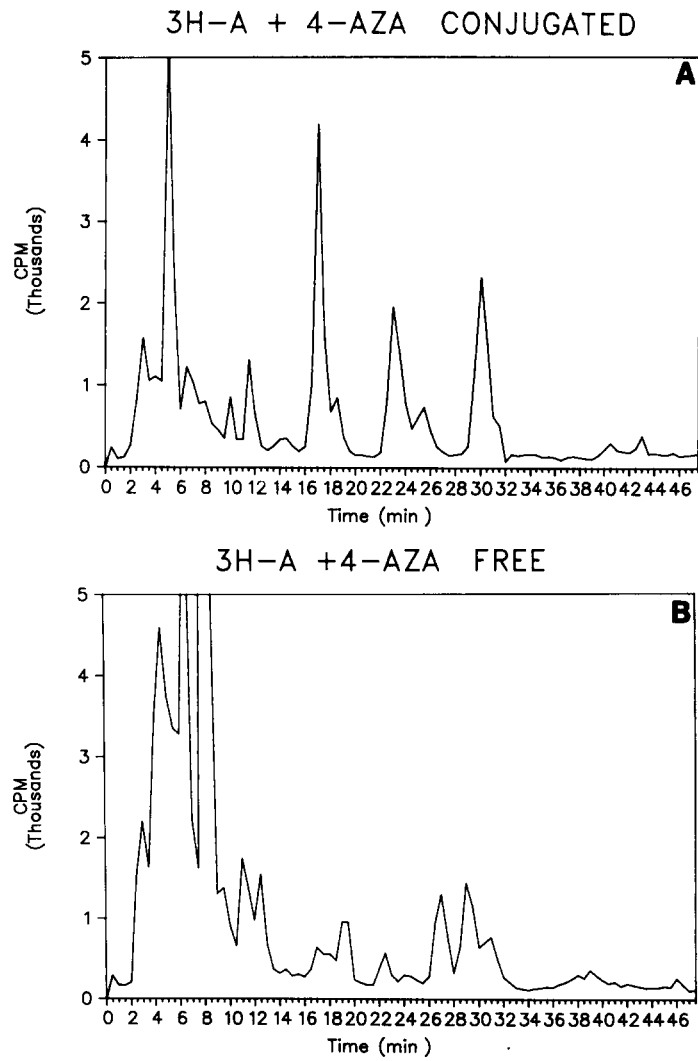 3H-A + 4-AZA CONJUGATED
A
5
4
3
2
1
0
CPM
(Thousands)
0 2 4 6 8 10 12 14 16 18 20 22 24 26 28 30 32 34 36 38 40 42 44 46
Time (min )
3H-A +4-AZA FREE
B
5
4
3
2
1
0
CPM
(Thousands)
0 2 4 6 8 10 12 14 16 18 20 22 24 26 28 30 32 34 36 38 40 42 44 46
Time (min )